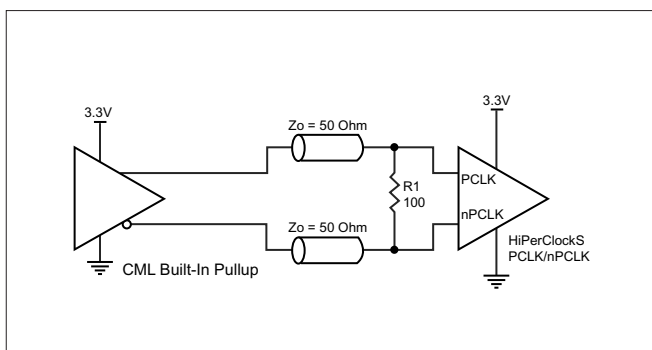 3.3V
3.3V
Zo = 50 Ohm
PCLK
R1
100
nPCLK
Zo = 50 Ohm
HiPerClockS
PCLK/nPCLK
CML Built-In Pullup